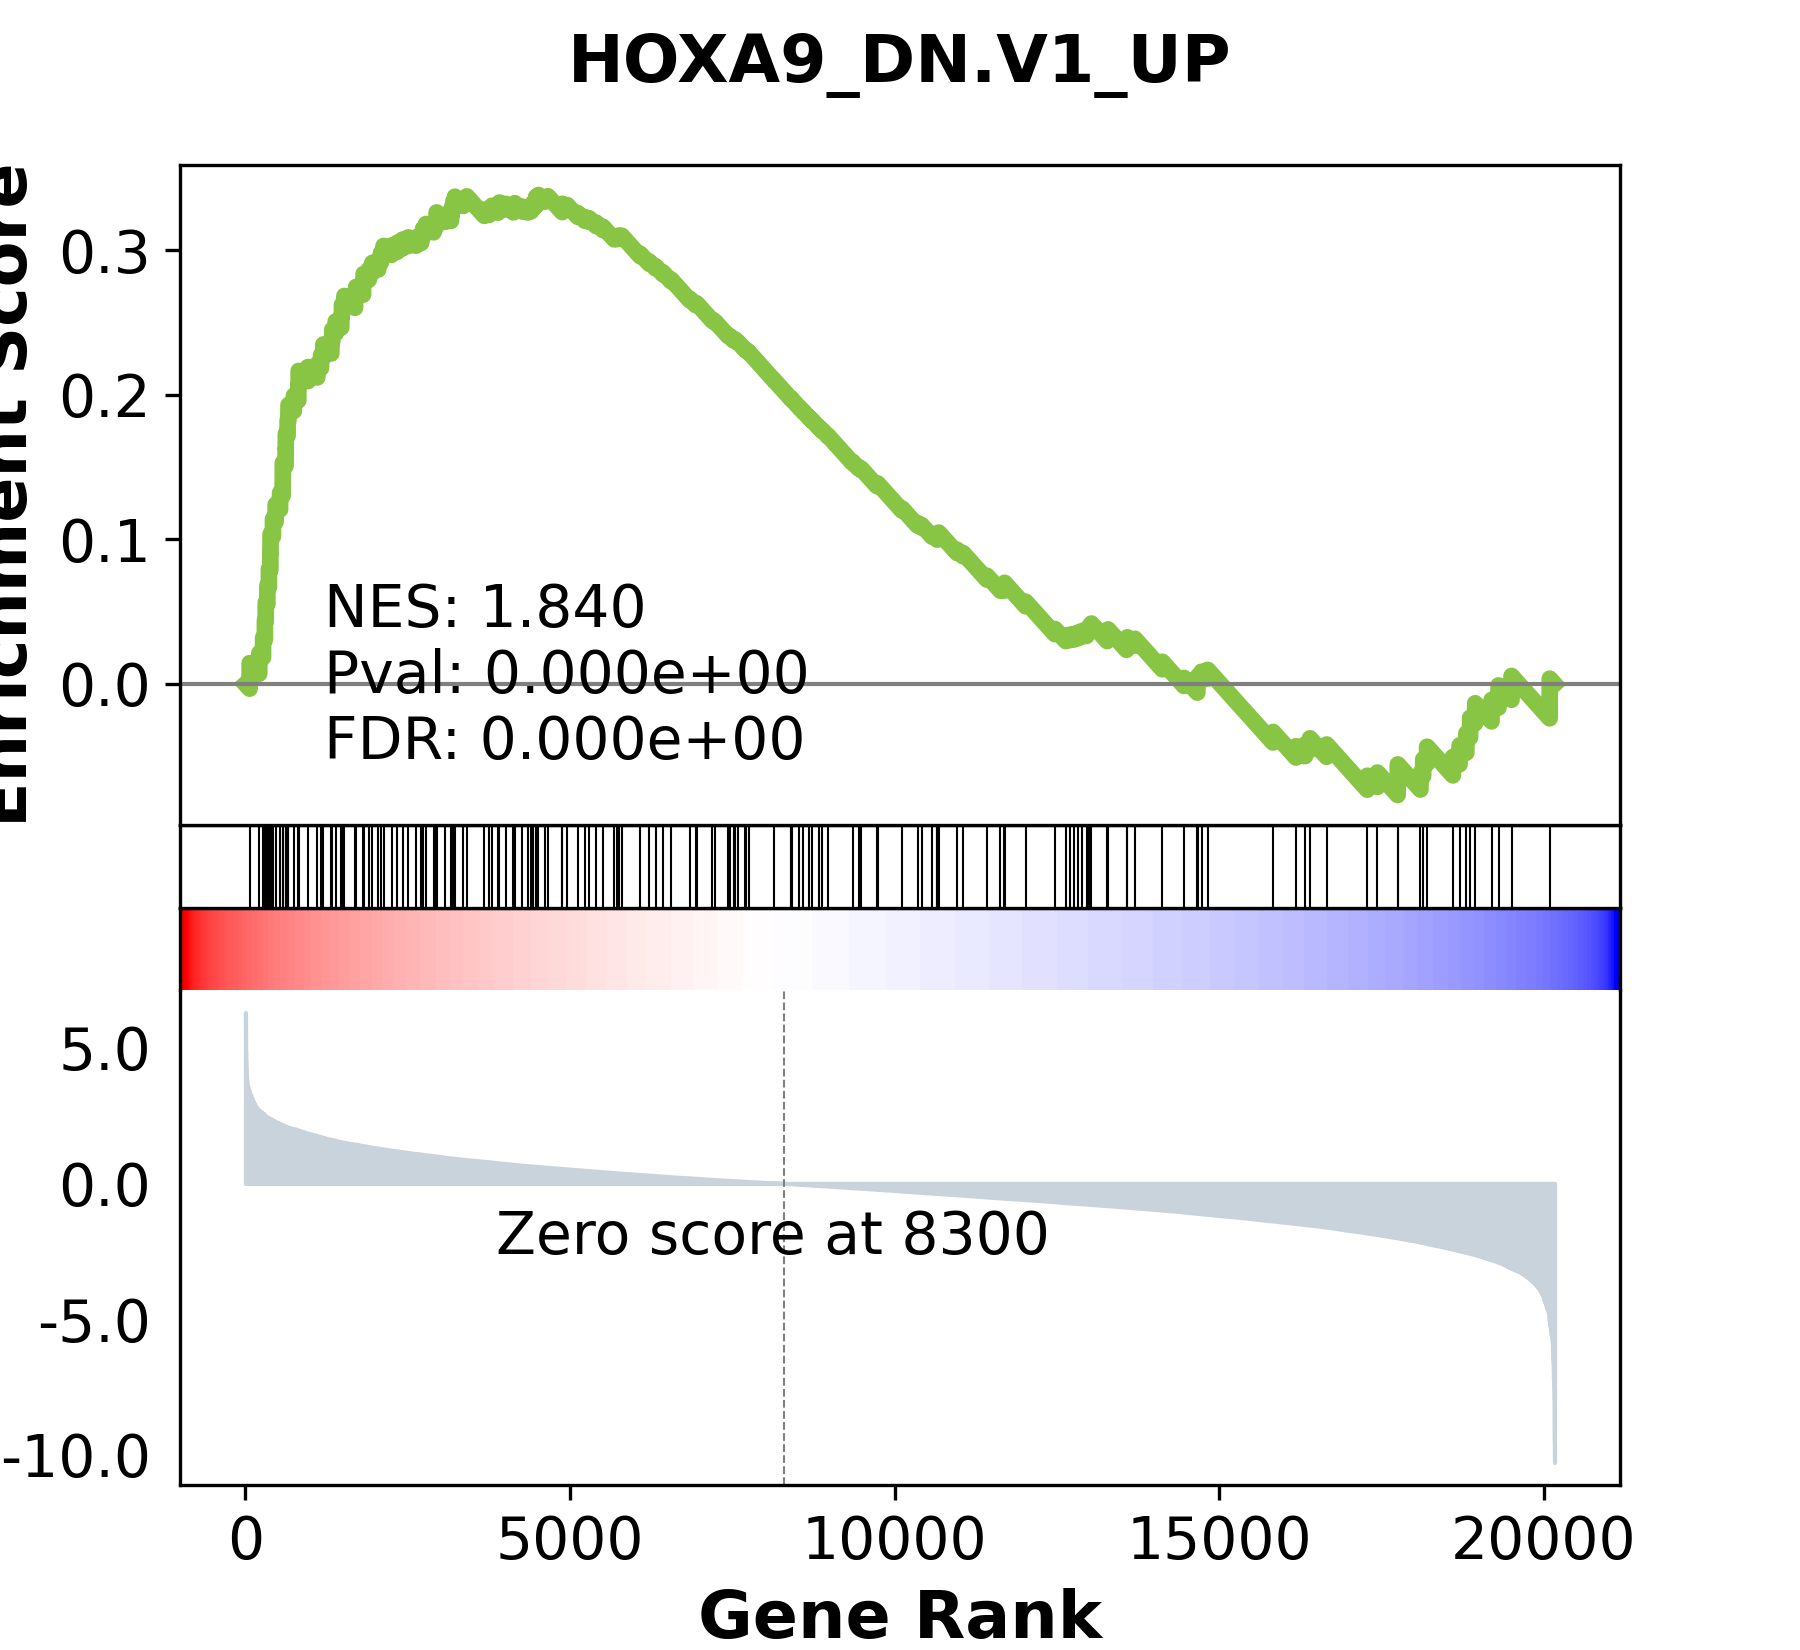 HOXA9_DN.V1_UP
Enrichment Score
0.3
0.2
0.1
0.0
NES: 1.840
Pval: 0.000e+00
FDR: 0.000e+00
5.0
0.0
-5.0
-10.0
Zero score at 8300
0
5000
10000
15000
20000
Gene Rank